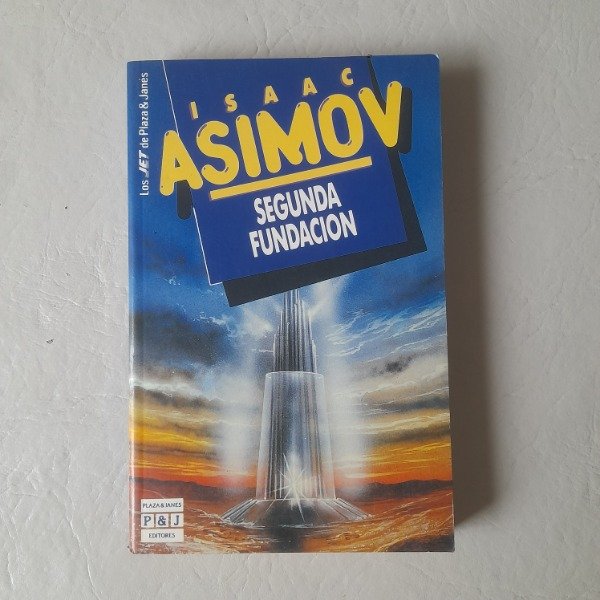 Los JET de Plaza & Janés
ISAAC
ASIMOV
SEGUNDA
FUNDACION
PLAZA & JANES
P & J
EDITORES